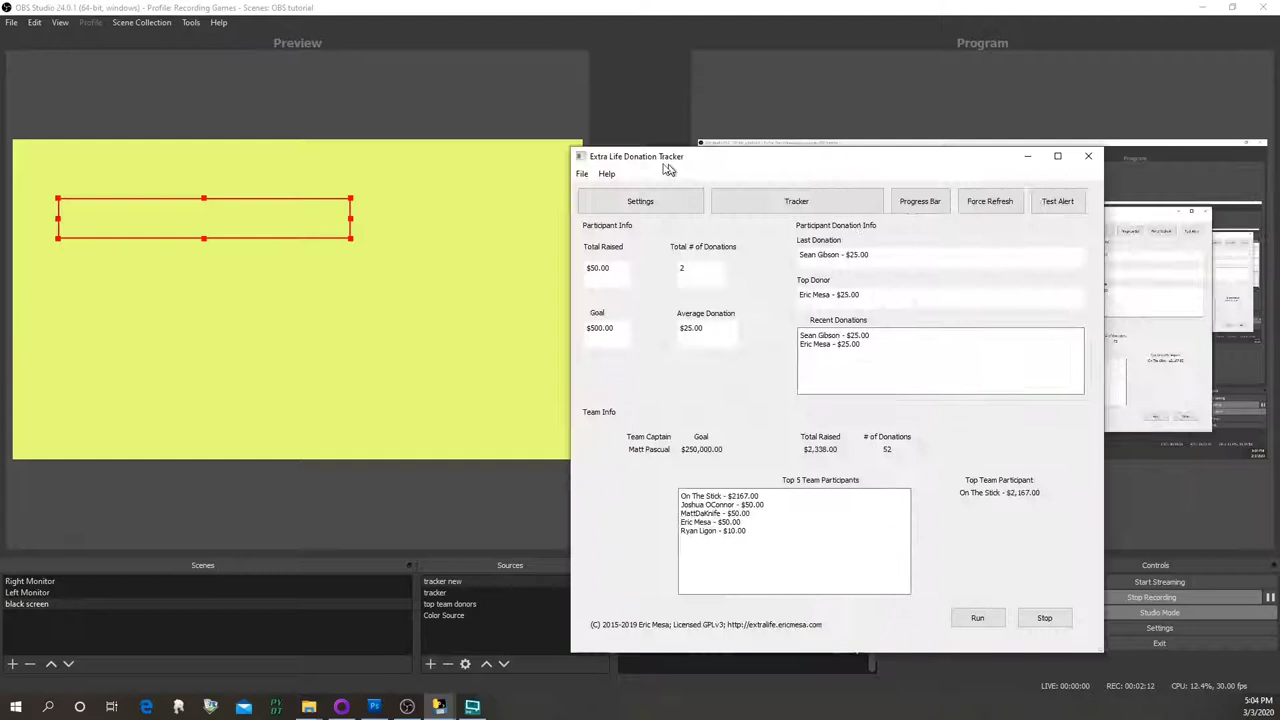 OBS Studio 24.0.1 (64-bit, windows) - Profile: Recording Games - Scenes: OBS tutorial
File Edit View Profile Scene Collection Tools Help
Preview
Program
Extra Life Donation Tracker
File Help
Settings Tracker Progress Bar Force Refresh Test Alert
Participant Info
Participant Donation Info
Total Raised
Total # of Donations
Last Donation
$50.00
2
Sean Gibson - $25.00
Top Donor
Eric Mesa - $25.00
Goal
Average Donation
Recent Donations
$500.00
$25.00
Sean Gibson - $25.00
Eric Mesa - $25.00
Team Info
Team Captain Goal Total Raised # of Donations
Matt Pascual $250,000.00 $2,338.00 52
Top 5 Team Participants
Top Team Participant
On The Stick - $2167.00
On The Stick - $2,167.00
Joshua OConnor - $50.00
MattDaKnife - $50.00
Eric Mesa - $50.00
Ryan Ligon - $10.00
(C) 2015-2019 Eric Mesa; Licensed GPLv3; http://extralife.ericmesa.com
Run Stop
Scenes
Right Monitor
Left Monitor
black screen
Sources
tracker new
tracker
top team donors
Color Source
Controls
Start Streaming
Stop Recording
Studio Mode
Settings
Exit
LIVE: 00:00:00 REC: 00:02:12 CPU: 12.4%, 30.00 fps
5:04 PM
3/3/2020